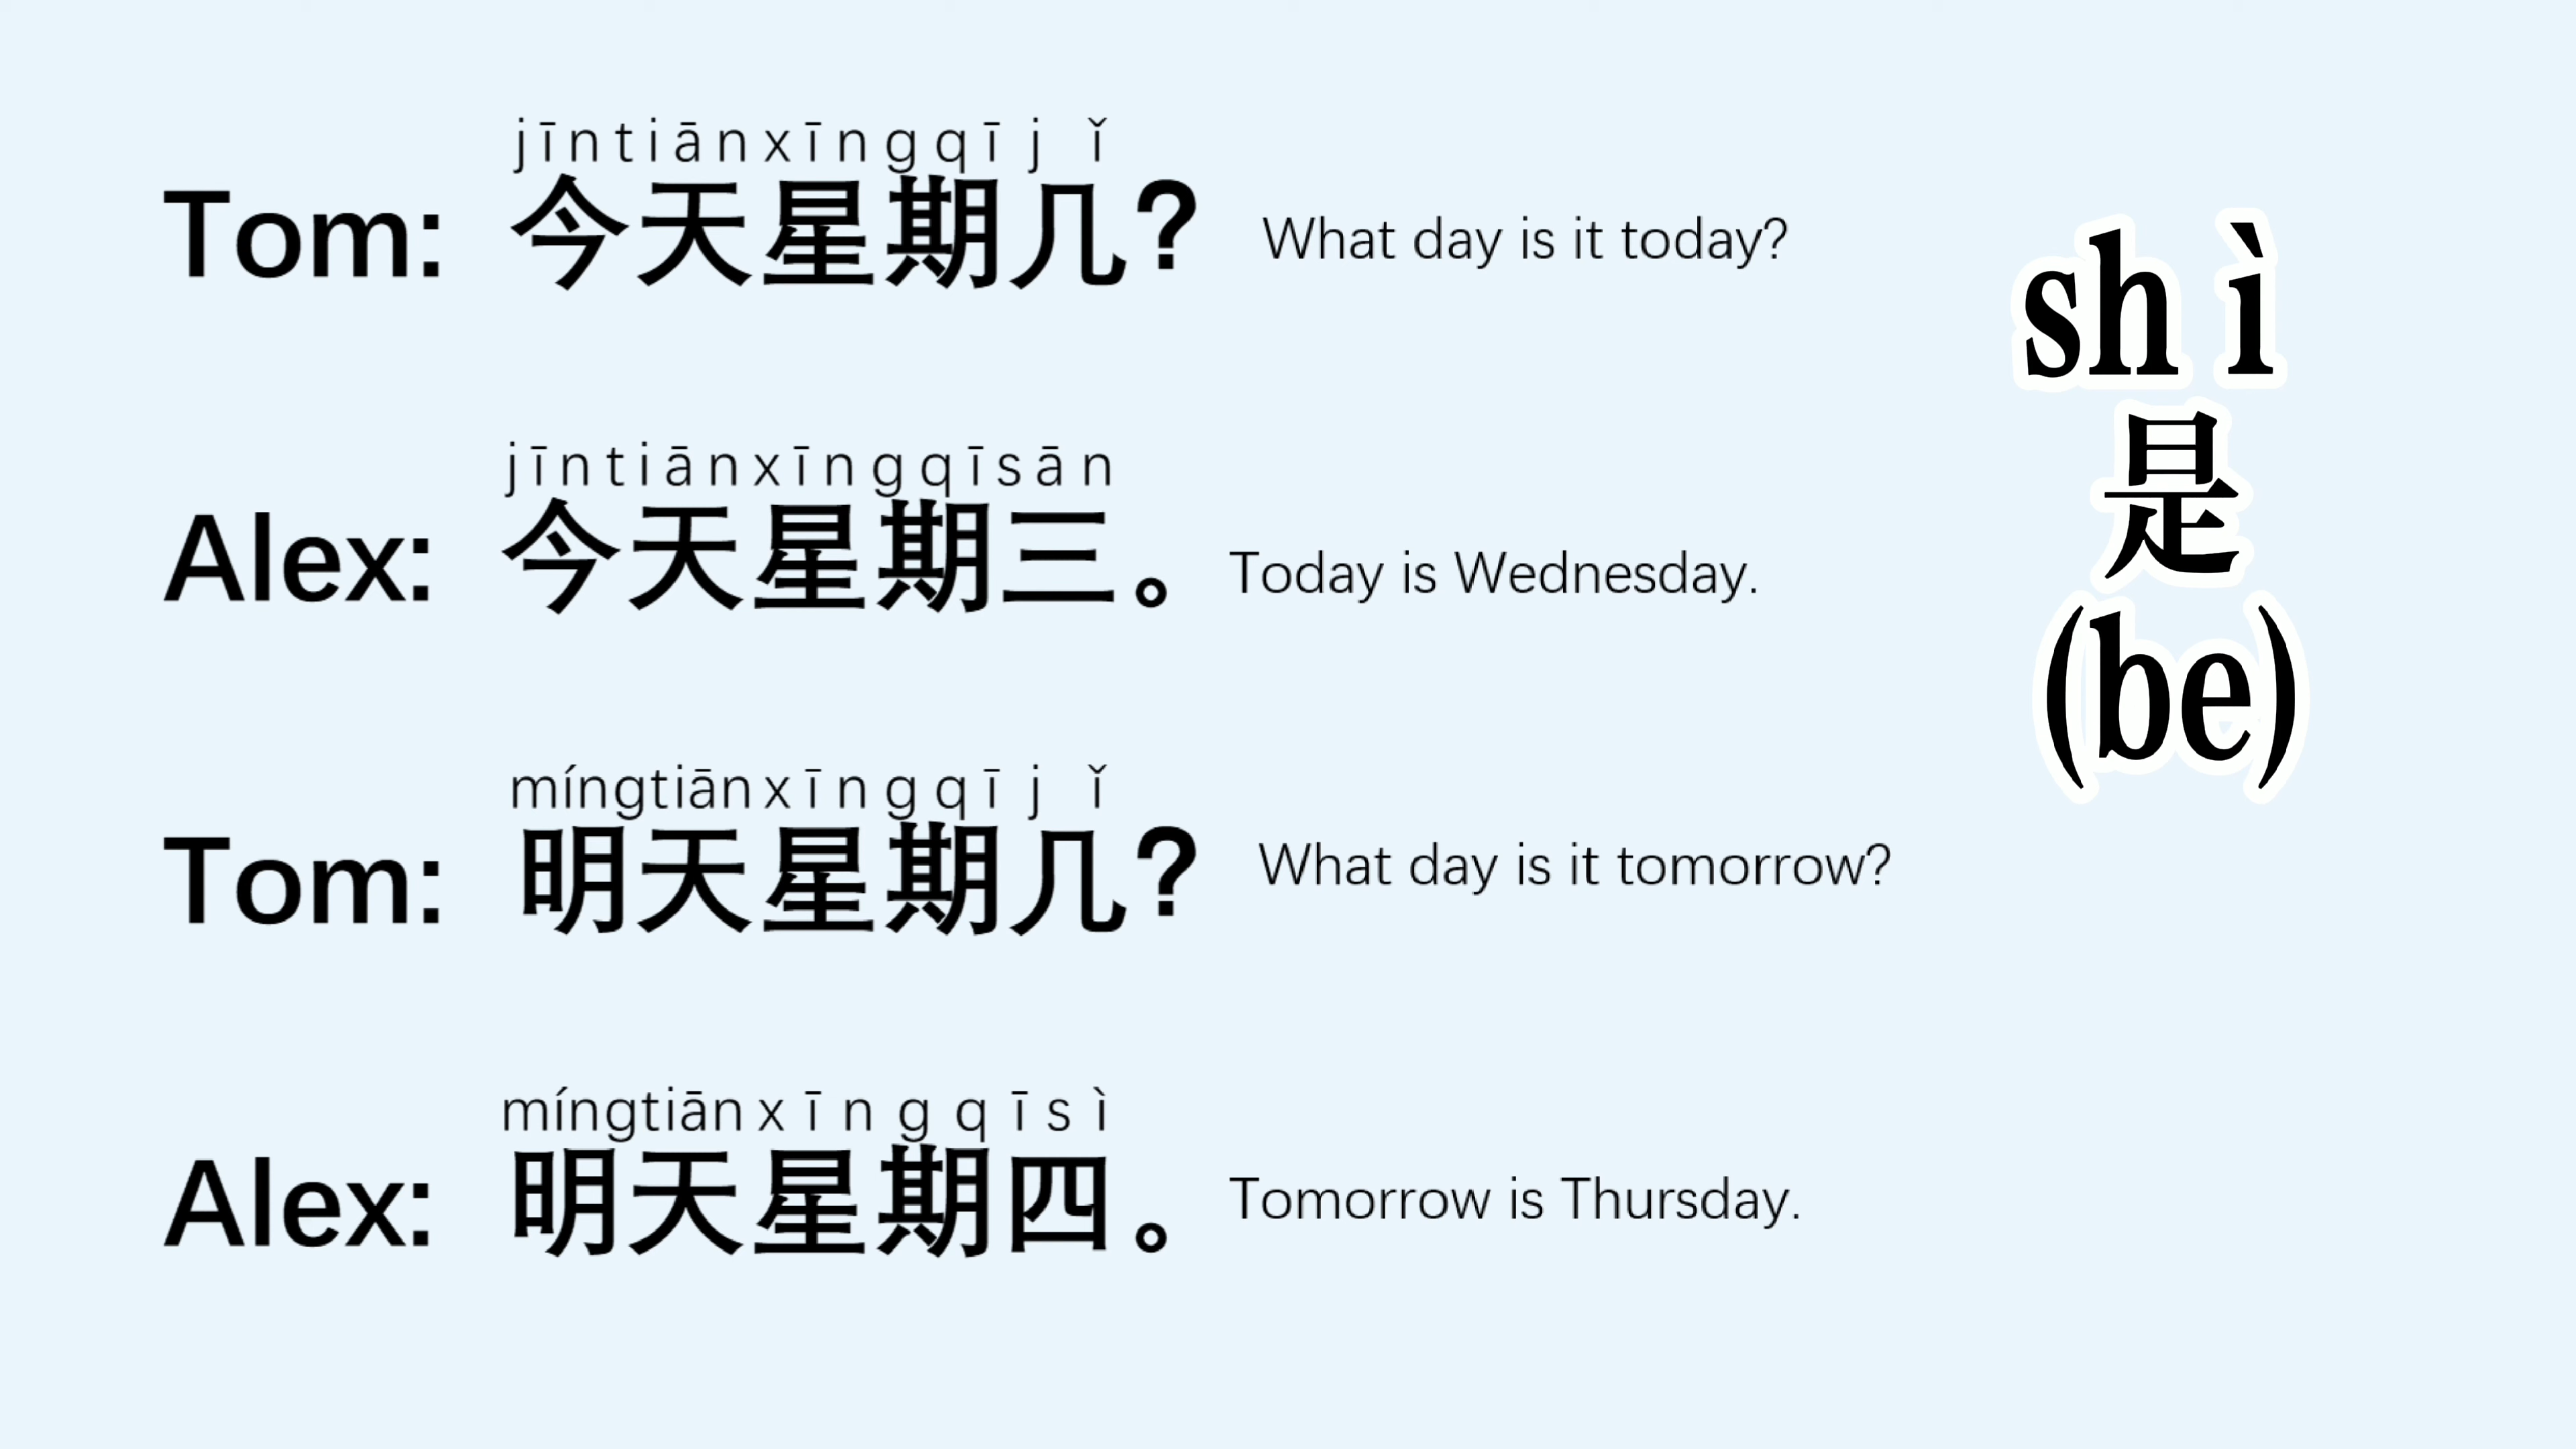 jīntiānxīngqījǐ
Tom: 今天星期几? What day is it today?
jīntiānxīngqīsān
Alex: 今天星期三。 Today is Wednesday.
míngtiānxīngqījǐ
Tom: 明天星期几? What day is it tomorrow?
míngtiānxīngqīsì
Alex: 明天星期四。 Tomorrow is Thursday.
shì
是
(be)